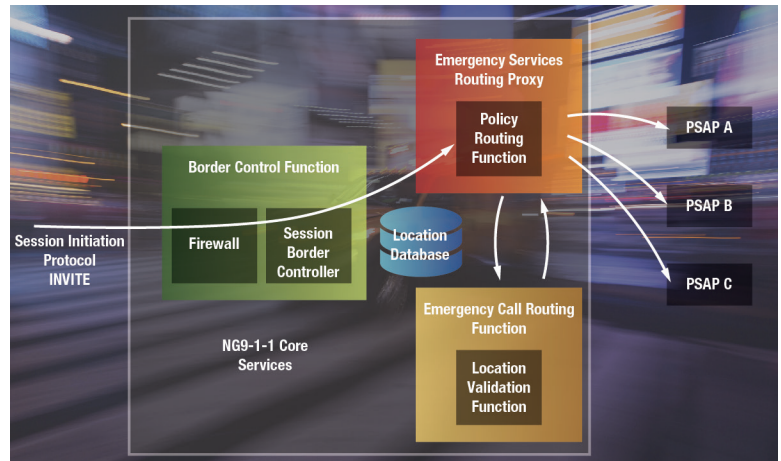 Emergency Services
Routing Proxy
Policy
Routing
Function
PSAP A
Border Control Function
PSAP B
Session Initiation
Protocol
INVITE
Firewall
Session
Border
Controller
Location
Database
PSAP C
Emergency Call Routing
Function
NG9-1-1 Core
Services
Location
Validation
Function